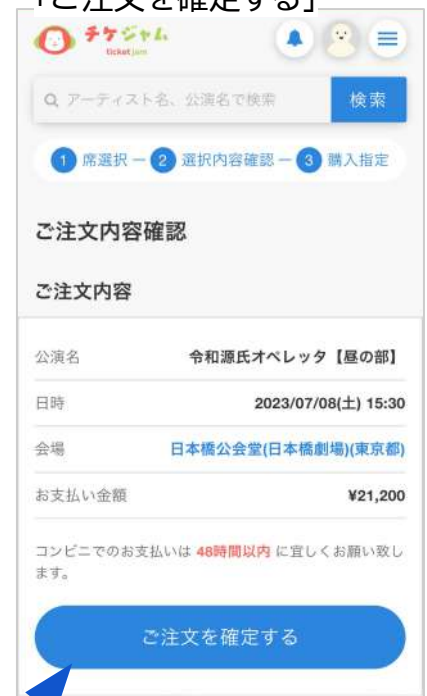 「ご注文を確定する」
チケジャム
ticket jam
アーティスト名、公演名で検索
検索
1 席選択 ー 2 選択内容確認 ー 3 購入指定
ご注文内容確認
ご注文内容
公演名 令和源氏オペレッタ【昼の部】
日時 2023/07/08(土) 15:30
会場 日本橋公会堂(日本橋劇場)(東京都)
お支払い金額 ¥21,200
コンビニでのお支払いは 48時間以内 に宜しくお願い致し
ます。
ご注文を確定する